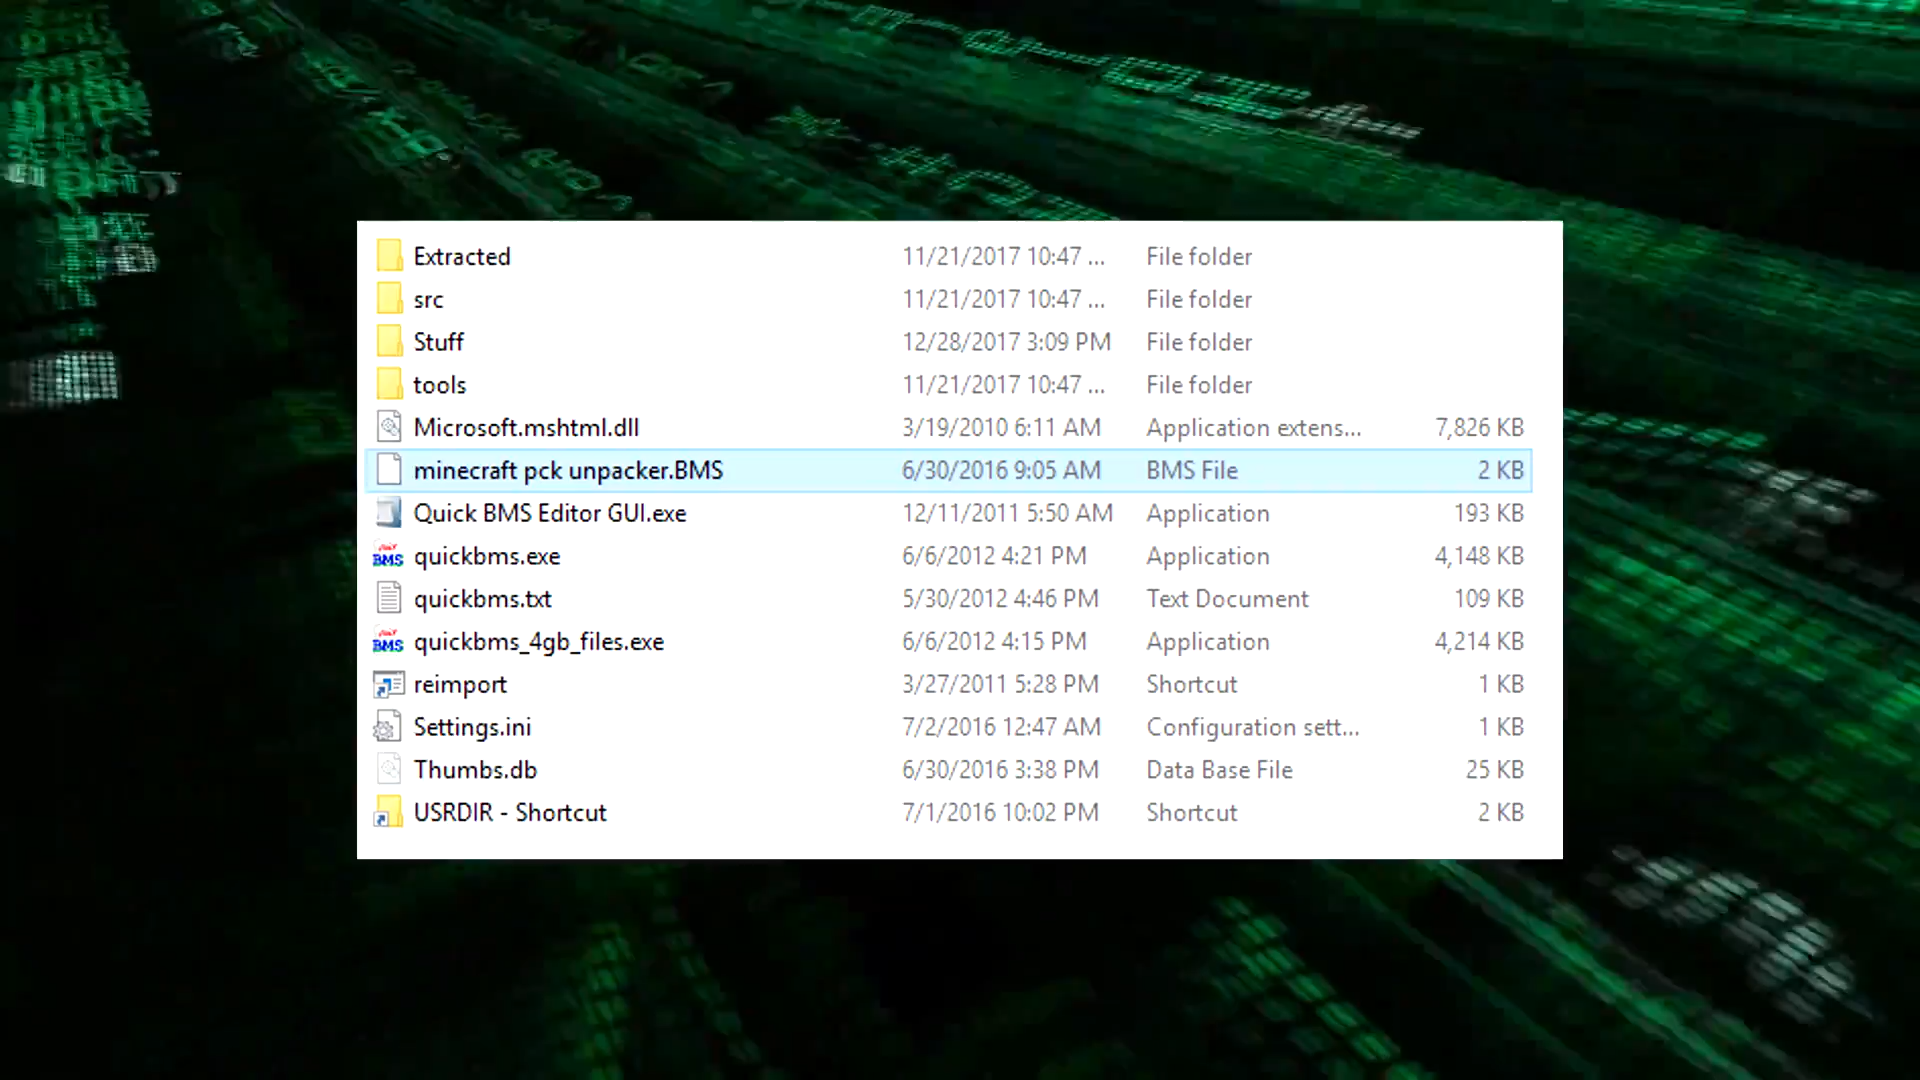 Extracted 11/21/2017 10:47 ... File folder
src 11/21/2017 10:47 ... File folder
Stuff 12/28/2017 3:09 PM File folder
tools 11/21/2017 10:47 ... File folder
Microsoft.mshtml.dll 3/19/2010 6:11 AM Application extens... 7,826 KB
minecraft pck unpacker.BMS 6/30/2016 9:05 AM BMS File 2 KB
Quick BMS Editor GUI.exe 12/11/2011 5:50 AM Application 193 KB
BMS quickbms.exe 6/6/2012 4:21 PM Application 4,148 KB
quickbms.txt 5/30/2012 4:46 PM Text Document 109 KB
BMS quickbms_4gb_files.exe 6/6/2012 4:15 PM Application 4,214 KB
reimport 3/27/2011 5:28 PM Shortcut 1 KB
Settings.ini 7/2/2016 12:47 AM Configuration sett... 1 KB
Thumbs.db 6/30/2016 3:38 PM Data Base File 25 KB
USRDIR - Shortcut 7/1/2016 10:02 PM Shortcut 2 KB